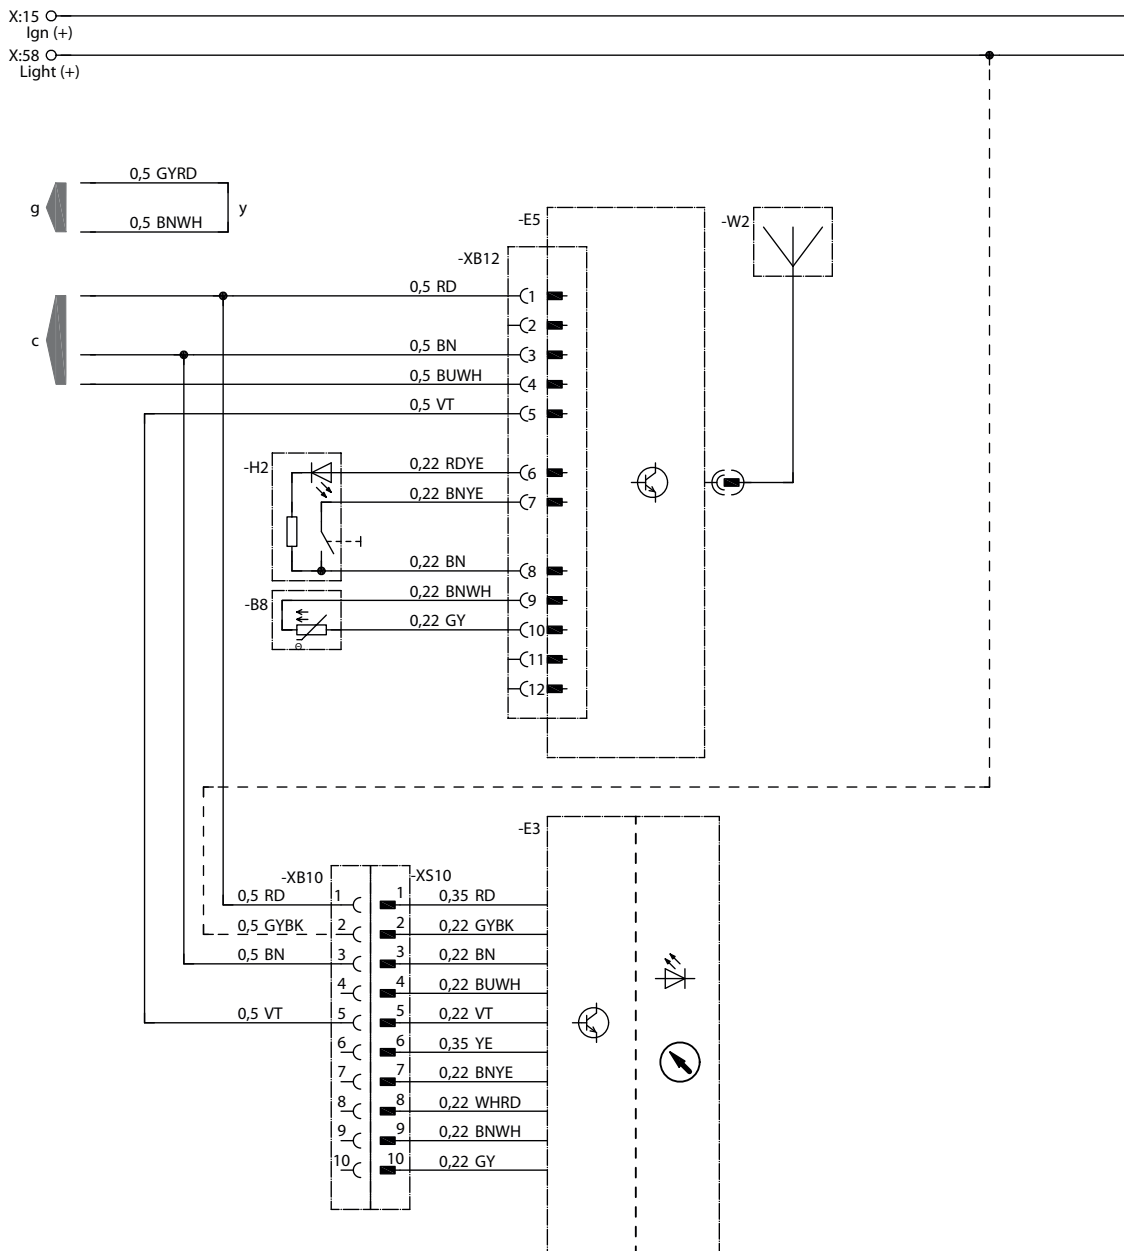 X:15
Ign (+)
X:58
Light (+)
0,5 GYRD
g
y
0,5 BNWH
-E5
-W2
-XB12
0,5 RD 1
2
c
0,5 BN 3
0,5 BUWH 4
0,5 VT 5
-H2
0,22 RDYE 6
0,22 BNYE 7
0,22 BN 8
-B8
0,22 BNWH 9
0,22 GY 10
Θ
11
12
-E3
-XB10 -XS10
0,5 RD 1 1 0,35 RD
0,5 GYBK 2 2 0,22 GYBK
0,5 BN 3 3 0,22 BN
4 4 0,22 BUWH
0,5 VT 5 5 0,22 VT
6 6 0,35 YE
7 7 0,22 BNYE
8 8 0,22 WHRD
9 9 0,22 BNWH
10 10 0,22 GY